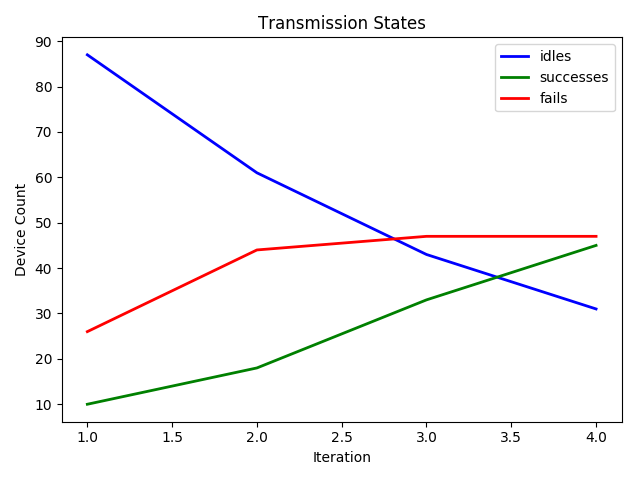 Transmission States
idles
successes
fails
Device Count
90
80
70
60
50
40
30
20
10
1.0 1.5 2.0 2.5 3.0 3.5 4.0
Iteration